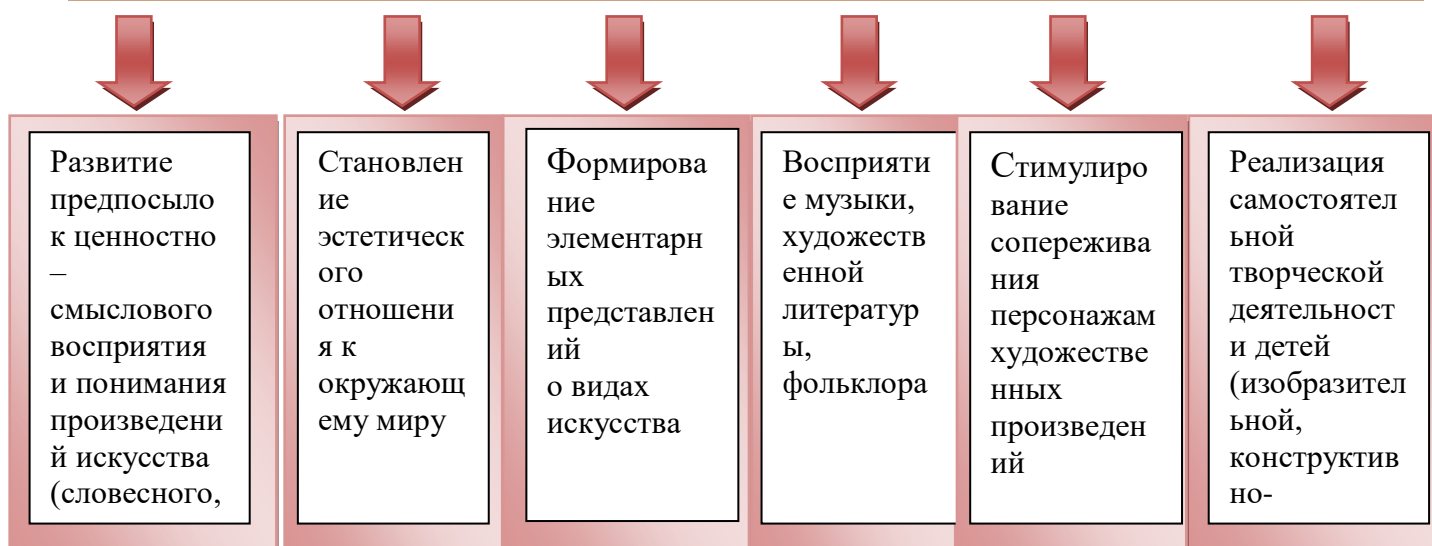 Развитие
предпосыло
к ценностно
–
смыслового
восприятия
и понимания
произведени
й искусства
(словесного,
Становлен
ие
эстетическ
ого
отношени
я к
окружающ
ему миру
Формирова
ние
элементарн
ых
представлен
ий
о видах
искусства
Восприяти
е музыки,
художеств
енной
литератур
ы,
фольклора
Стимулиро
вание
сопережива
ния
персонажам
художестве
нных
произведен
ий
Реализация
самостоятел
ьной
творческой
деятельност
и детей
(изобразител
ьной,
конструктив
но-